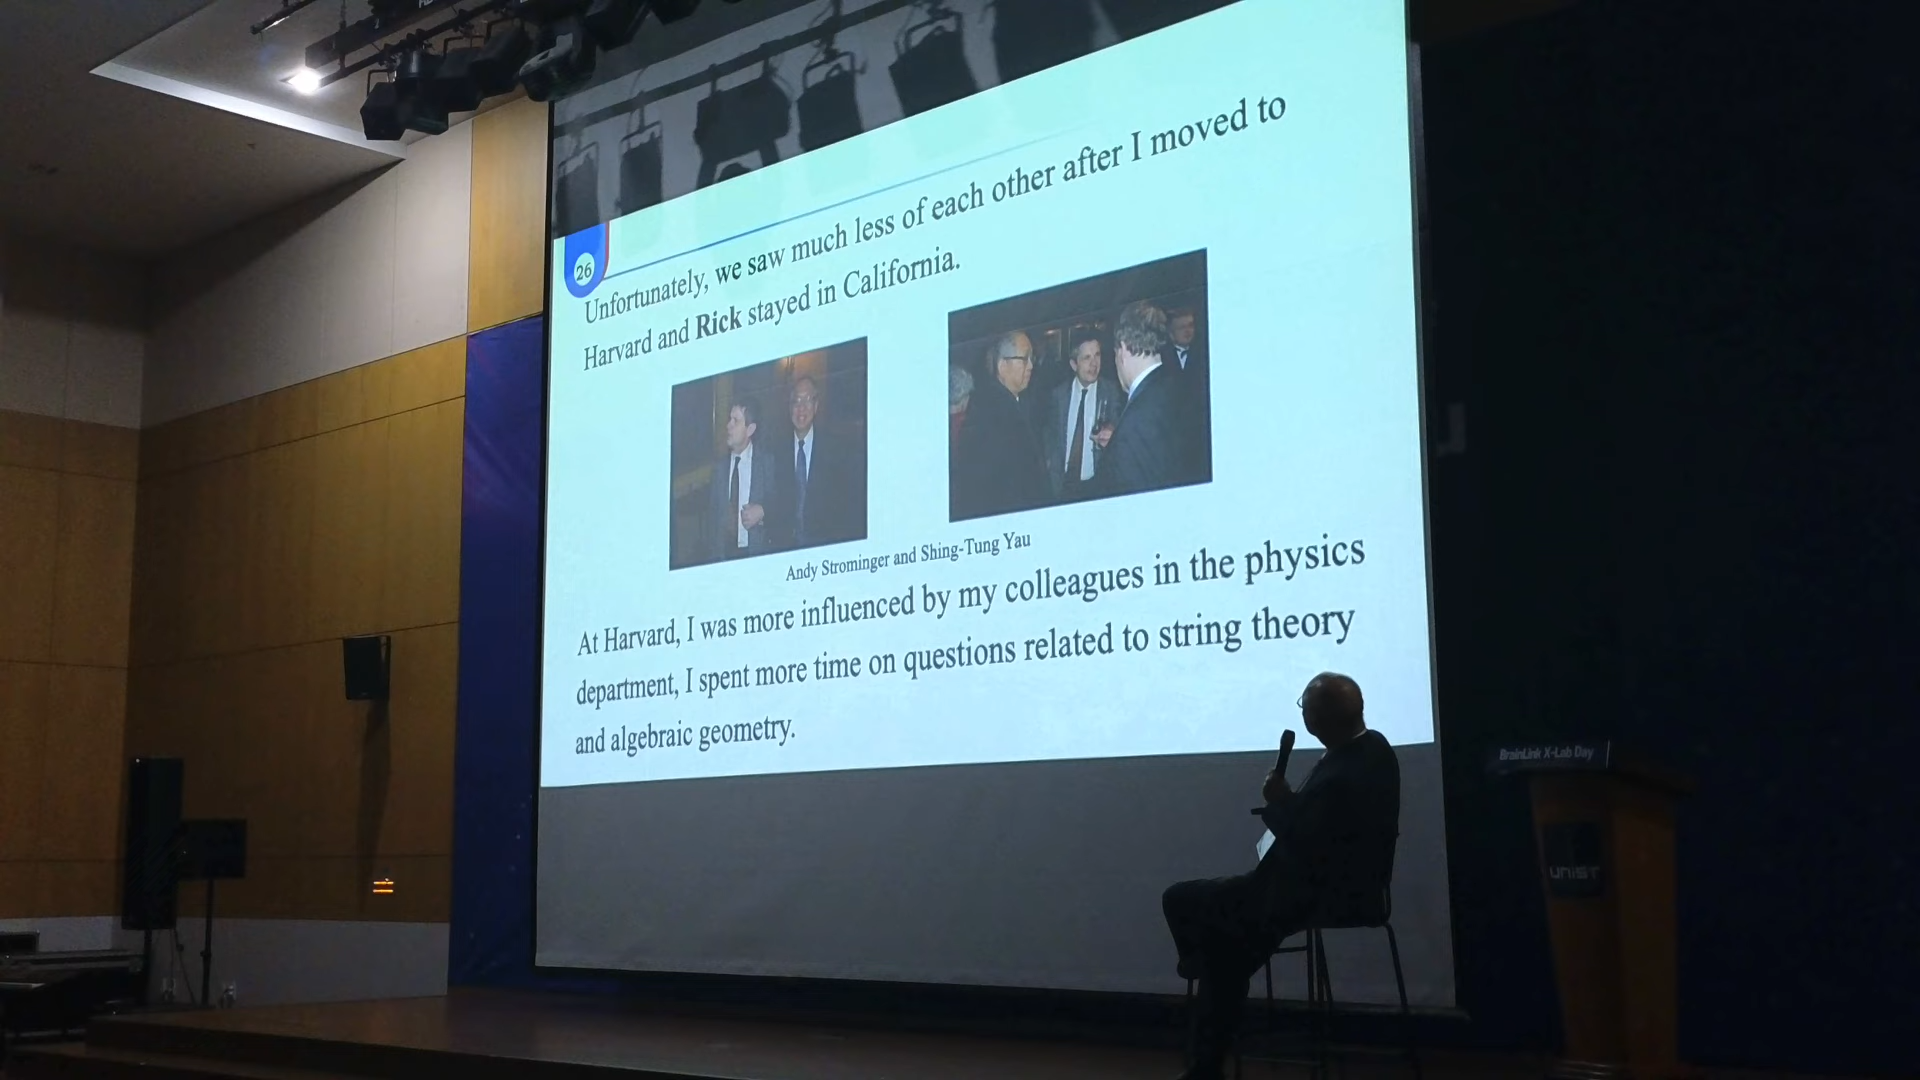 26
Unfortunately, we saw much less of each other after I moved to
Harvard and Rick stayed in California.
Andy Strominger and Shing-Tung Yau
At Harvard, I was more influenced by my colleagues in the physics
department, I spent more time on questions related to string theory
and algebraic geometry.
BrainLink X-Lab Day
UNIST